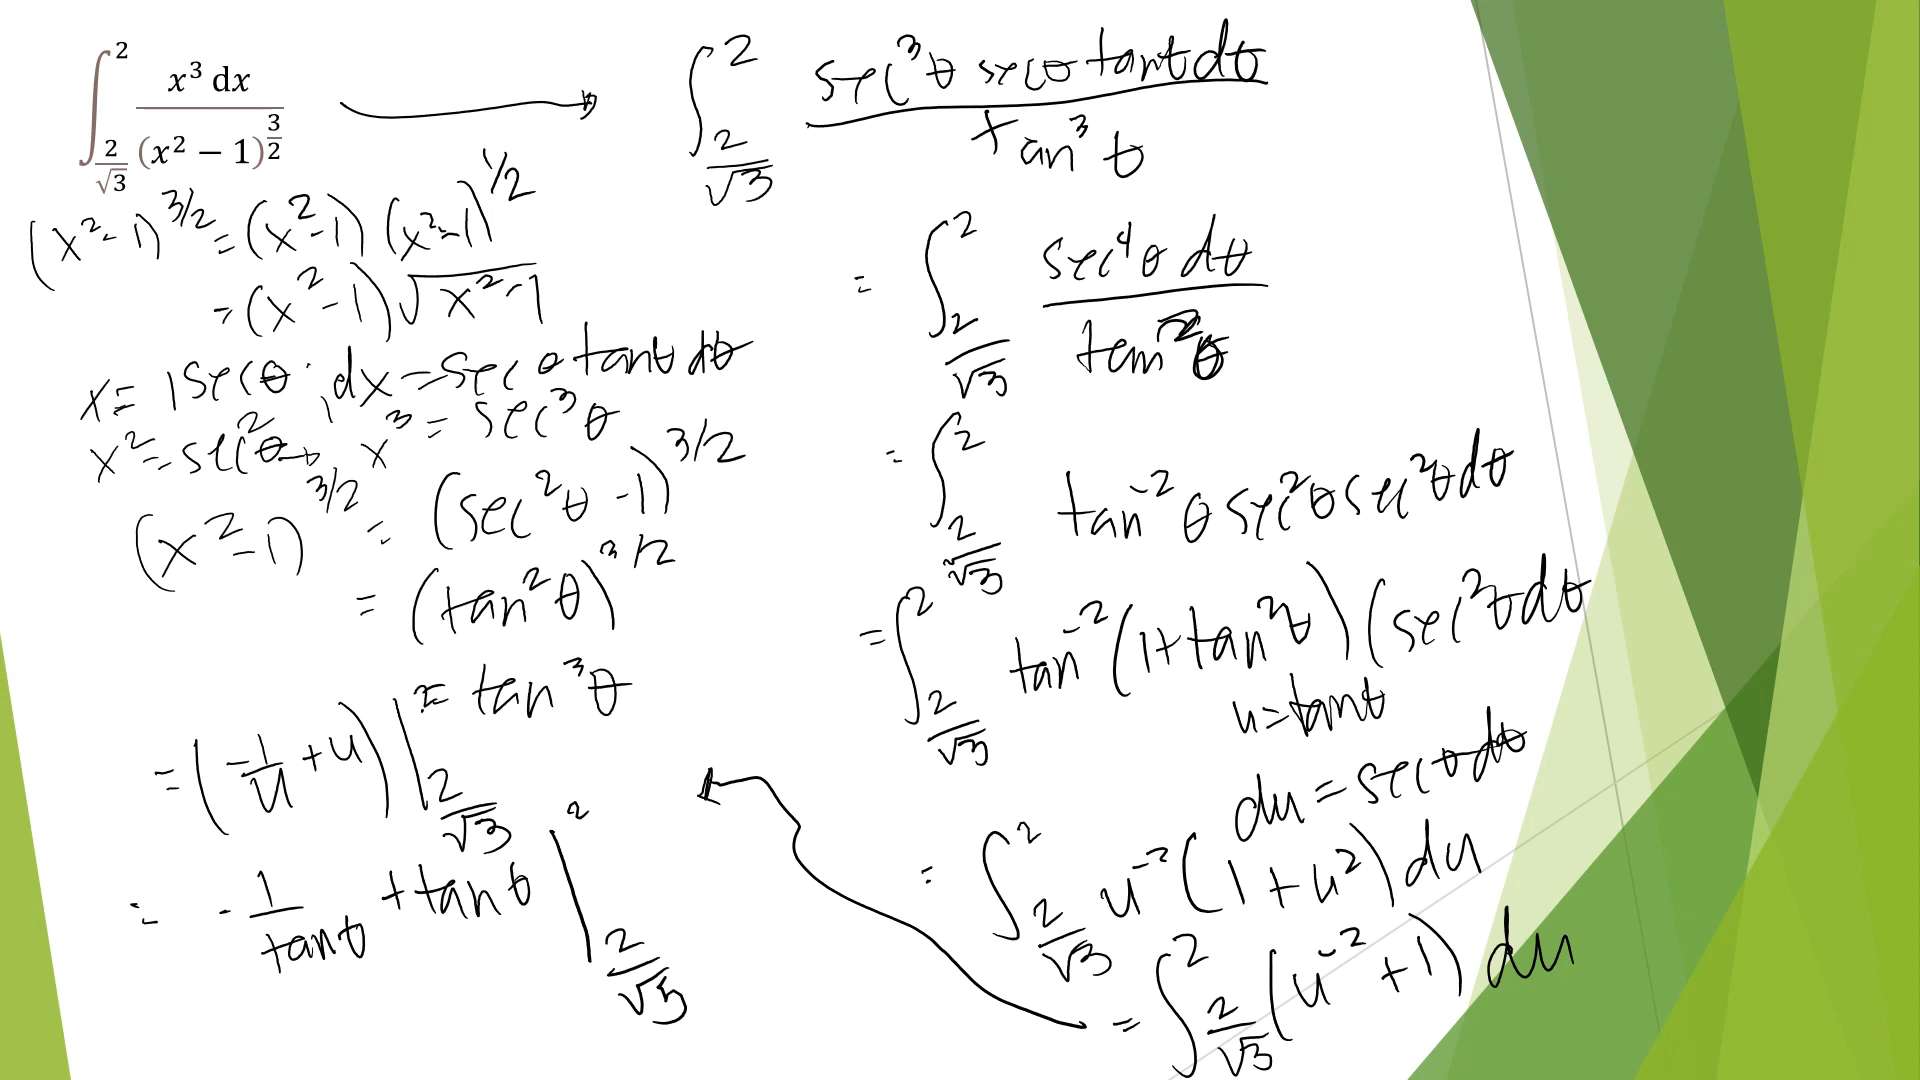 ∫_{2/√3}^{2} x³ dx / (x² − 1)^{3/2} → ∫_{2/√3}^{2} sec³θ secθ tanθ dθ / tan³θ
(x²-1)^{3/2} = (x²-1) (x²-1)^{1/2}
= (x²-1)√(x²-1)
x = 1secθ, dx = secθ tanθ dθ
x² = sec²θ → x³ = sec³θ
(x²-1)^{3/2} = (sec²θ -1)^{3/2}
= (tan²θ)^{3/2}
= tan³θ
= ∫_{2/√3}^{2} sec⁴θ dθ / tan²θ
= ∫_{2/√3}^{2} tan⁻²θ sec²θ sec²θ dθ
= ∫_{2/√3}^{2} tan⁻²(1+tan²θ)(sec²θ dθ
u = tanθ
du = secθ dθ
= ∫_{2/√3}^{2} u⁻²(1+u²) du
= ∫_{2/√3}^{2} (u⁻² +1) du
= (-1/u + u) |_{2/√3}^{2}
= -1/tanθ + tanθ |_{2/√3}^{2}